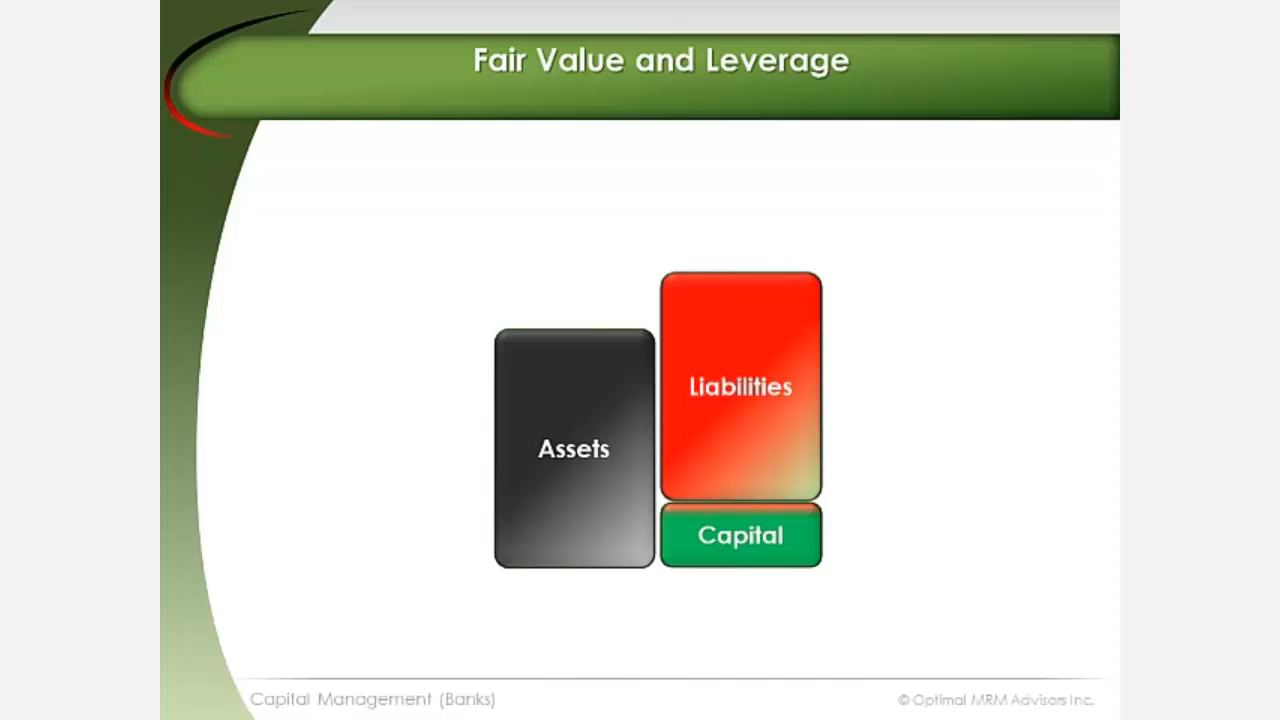 Fair Value and Leverage
Liabilities
Assets
Capital
Capital Management (Banks)
© Optimal MRM Advisors Inc.